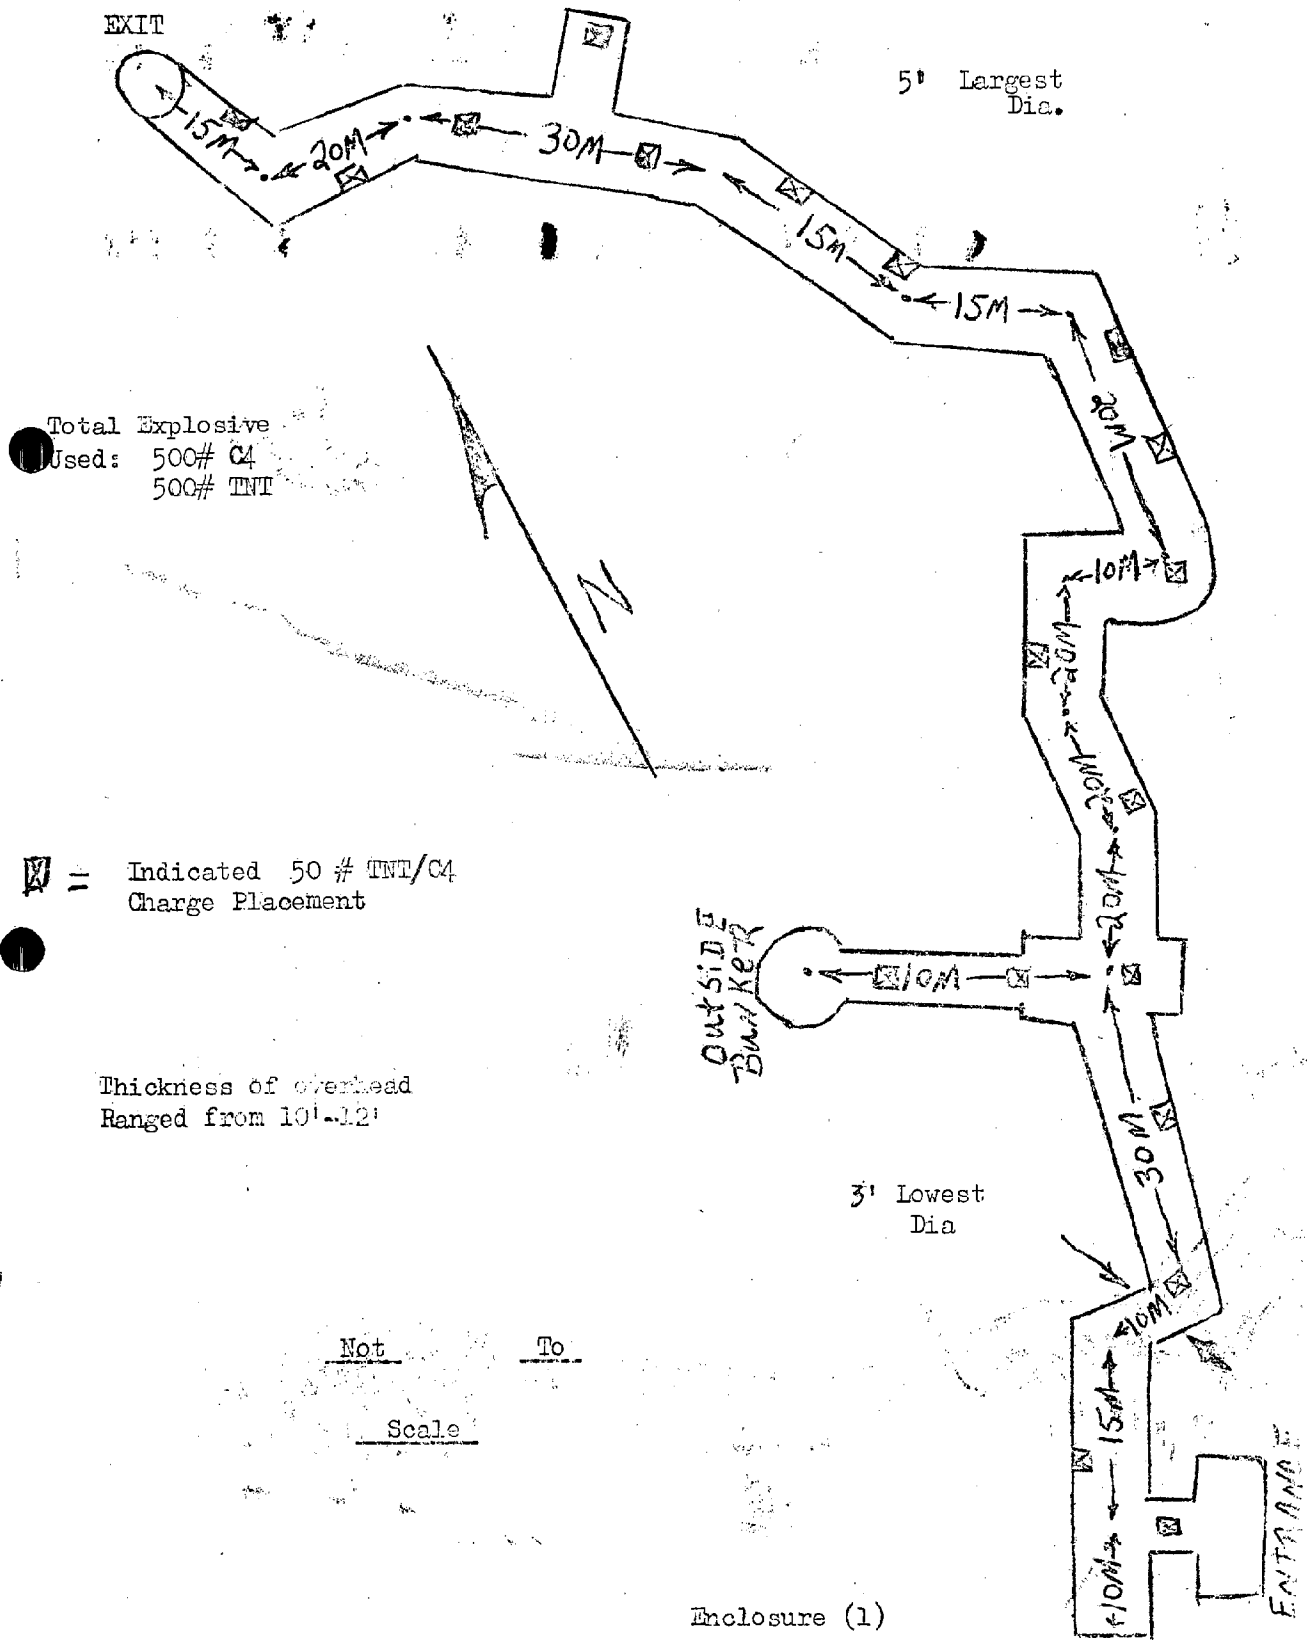 EXIT
5' Largest
Dia.
15M
20M
30M
15M
15M
20M
Total Explosive
Used: 500# C4
500# TNT
N
10M
20M
20M
= Indicated 50 # TNT/C4
Charge Placement
20M
OUTSIDE
BUNKER
10M
Thickness of overhead
Ranged from 10'-12'
30M
3' Lowest
Dia
10M
Not To
Scale
15M
10M
ENTRANCE
Enclosure (1)